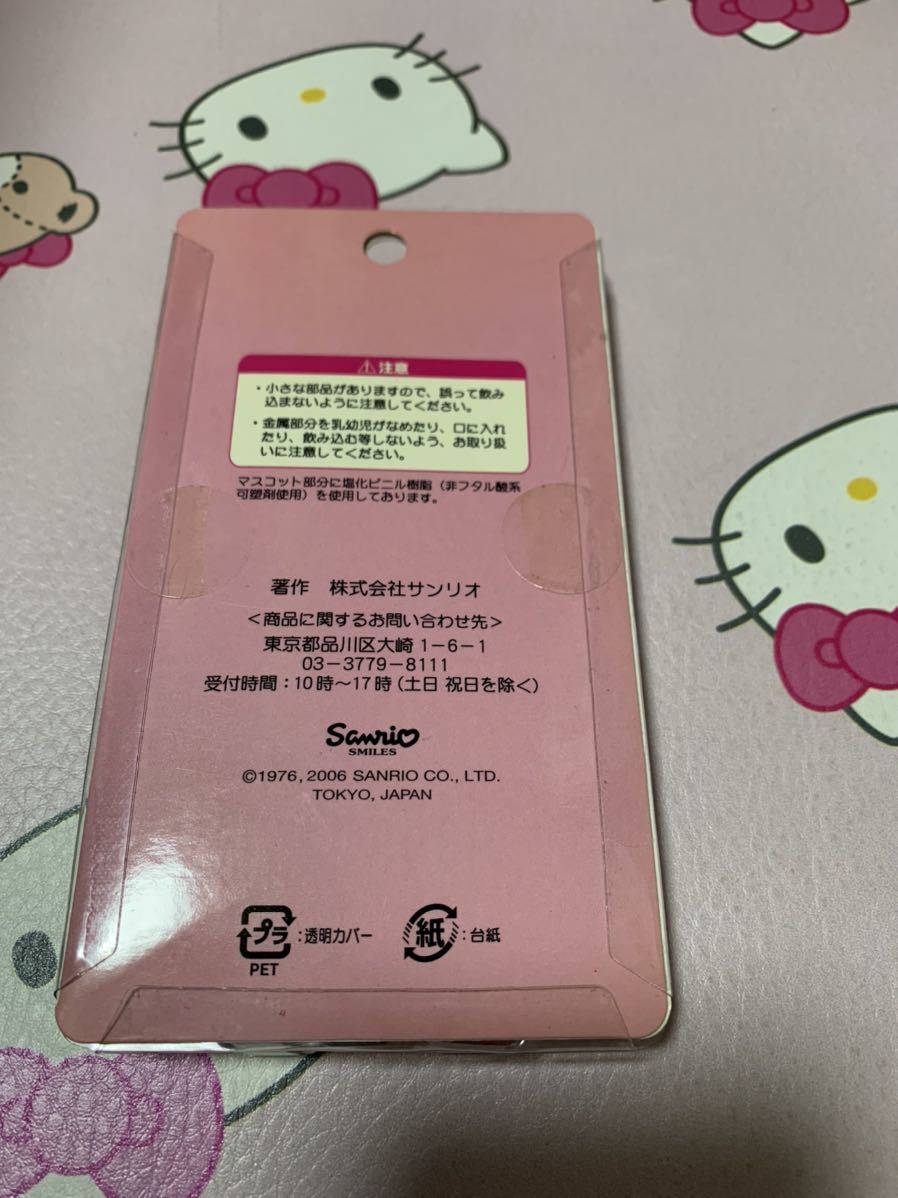 注意
・小さな部品がありますので、誤って飲み
込まないように注意してください。
・金属部分を乳幼児がなめたり、口に入れ
たり、飲み込む等しないよう、お取り扱
いに注意してください。
マスコット部分に塩化ビニル樹脂（非フタル酸系
可塑剤使用）を使用しております。
著作　株式会社サンリオ
＜商品に関するお問い合わせ先＞
東京都品川区大崎 1−6−1
03−3779−8111
受付時間：10時〜17時（土日 祝日を除く）
Sanrio
SMILES
©1976, 2006 SANRIO CO., LTD.
TOKYO, JAPAN
プラ：透明カバー
PET
紙：台紙